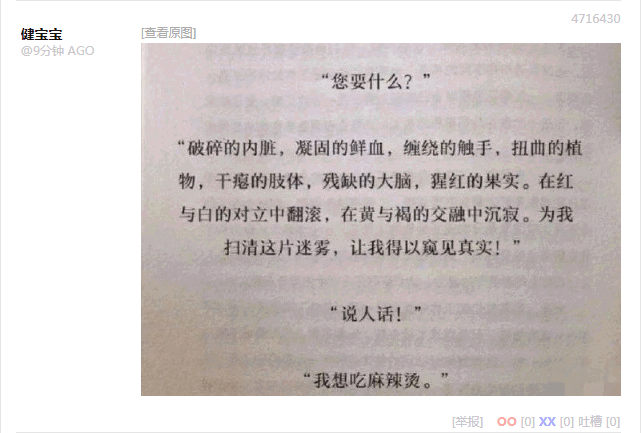 4716430
健宝宝
[查看原图]
@9分钟 AGO
“您要什么？”
“破碎的内脏，凝固的鲜血，缠绕的触手，扭曲的植
物，干瘪的肢体，残缺的大脑，猩红的果实。在红
与白的对立中翻滚，在黄与褐的交融中沉寂。为我
扫清这片迷雾，让我得以窥见真实！”
“说人话！”
“我想吃麻辣烫。”
[举报] OO [0] XX [0] 吐槽 [0]